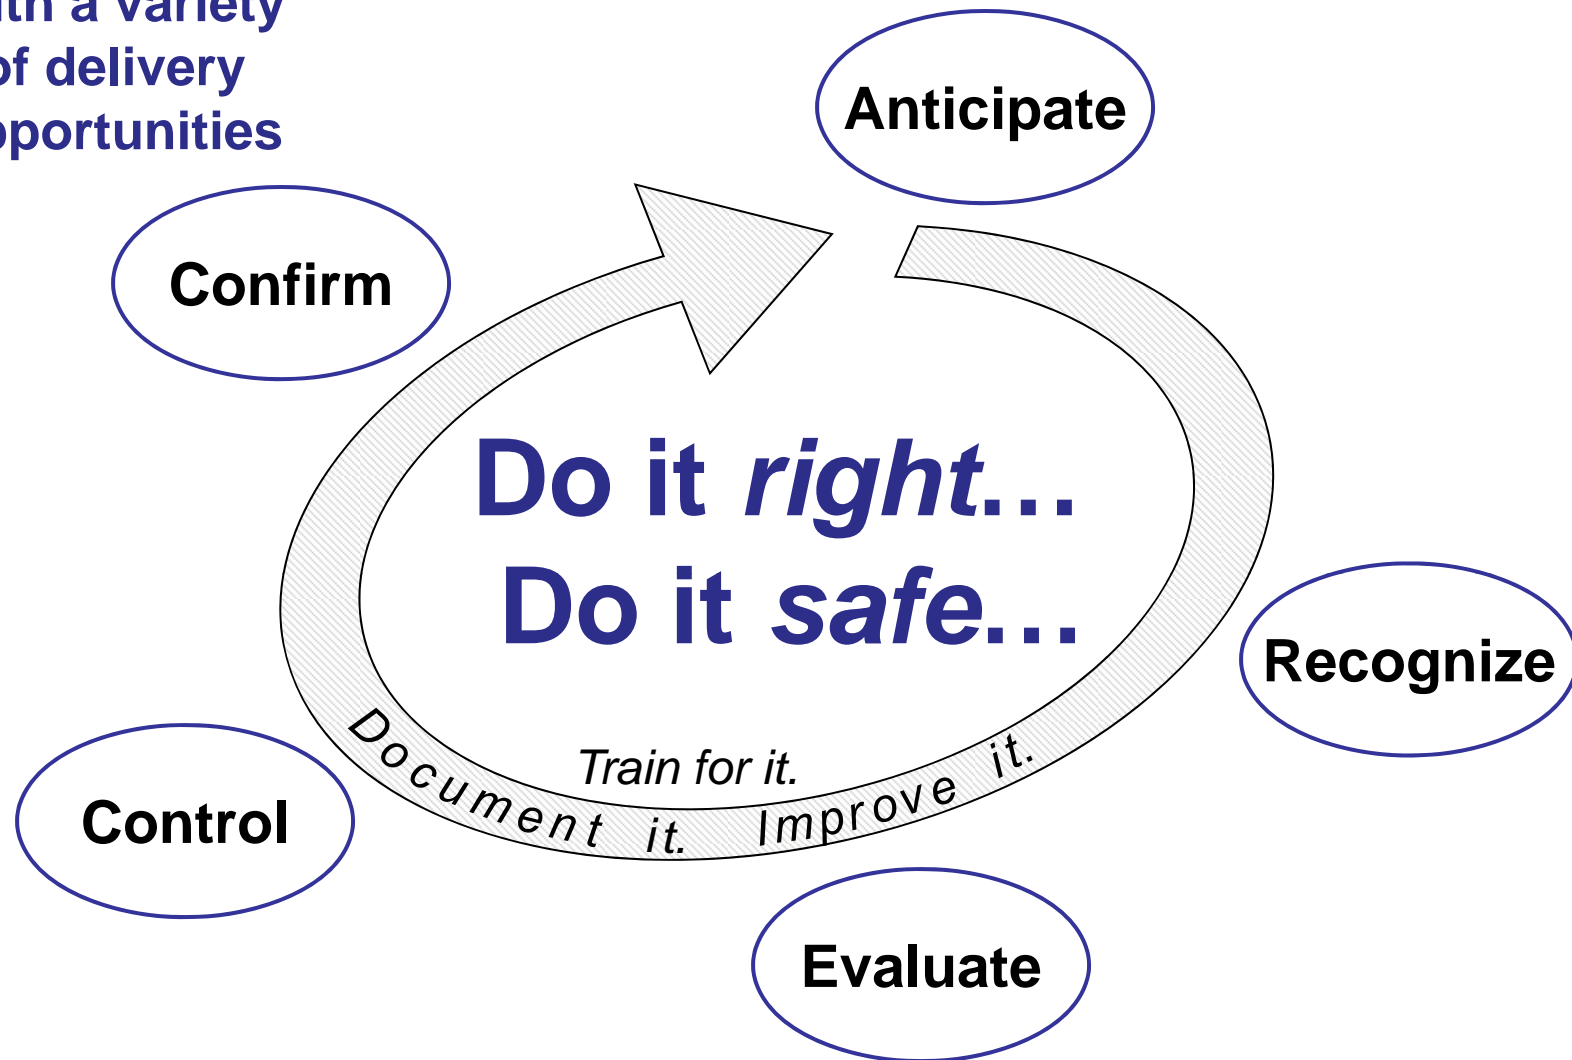 a variety
of delivery
Anticipate
Confirm
Do it right…
Do it safe…
Recognize
Train for it.
Document it. Improve it.
Control
Evaluate